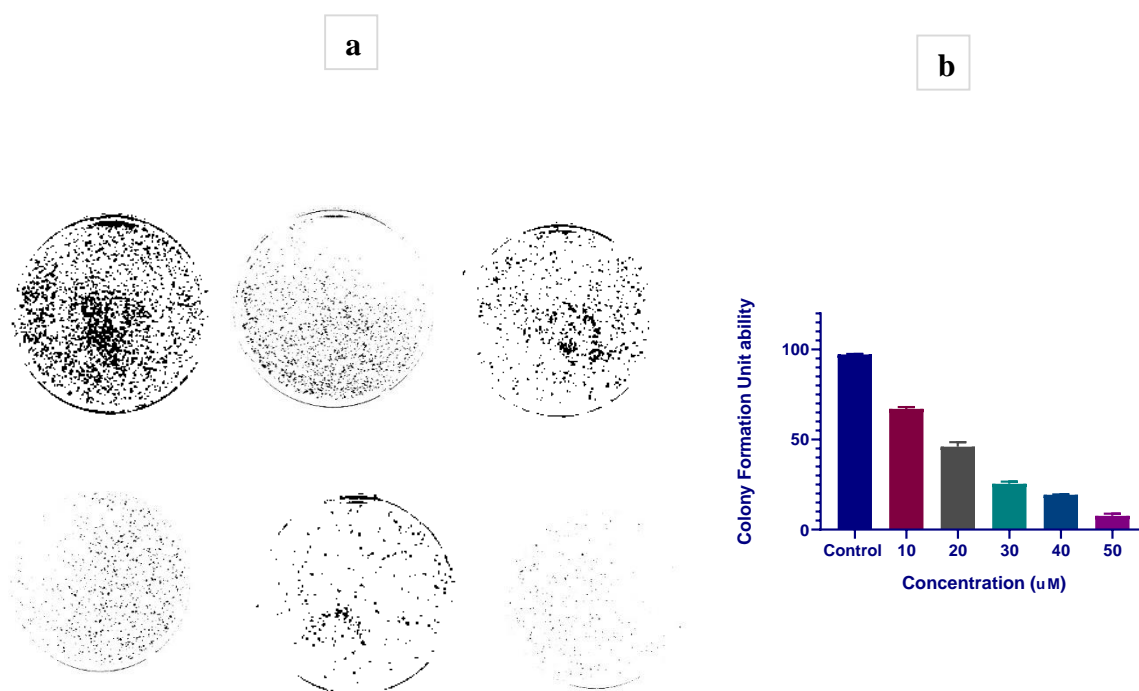 a
b
Colony Formation Unit ability
100
50
0
Control 10 20 30 40 50
Concentration (uM)